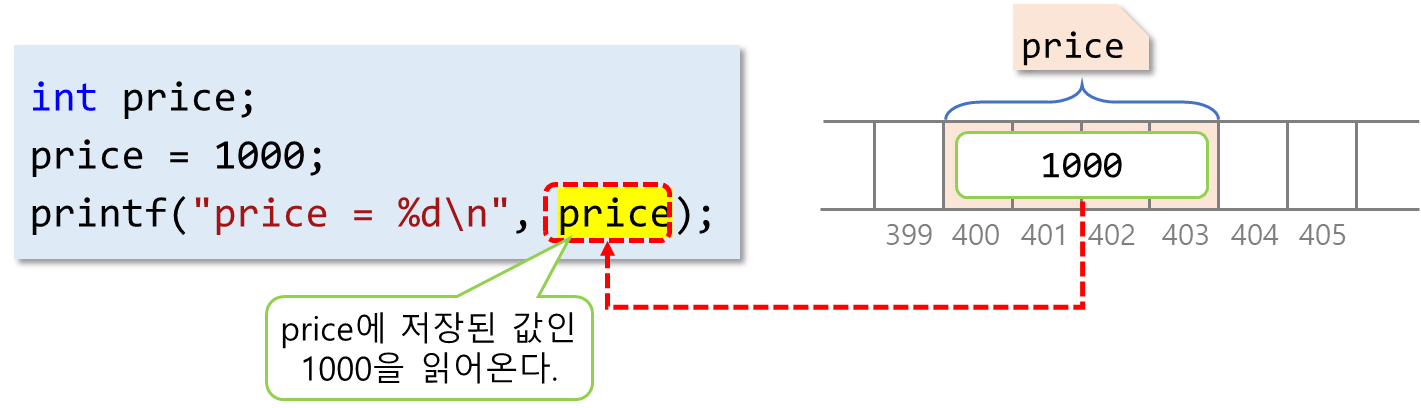 int price;
price = 1000;
printf("price = %d\n", price);
price에 저장된 값인
1000을 읽어온다.
price
1000
399 400 401 402 403 404 405